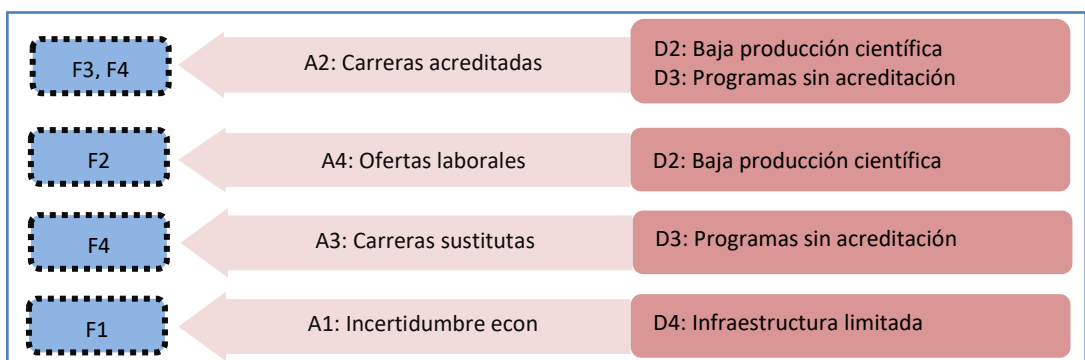 F3, F4
A2: Carreras acreditadas
D2: Baja producción científica
D3: Programas sin acreditación
F2
A4: Ofertas laborales
D2: Baja producción científica
F4
A3: Carreras sustitutas
D3: Programas sin acreditación
F1
A1: Incertidumbre econ
D4: Infraestructura limitada